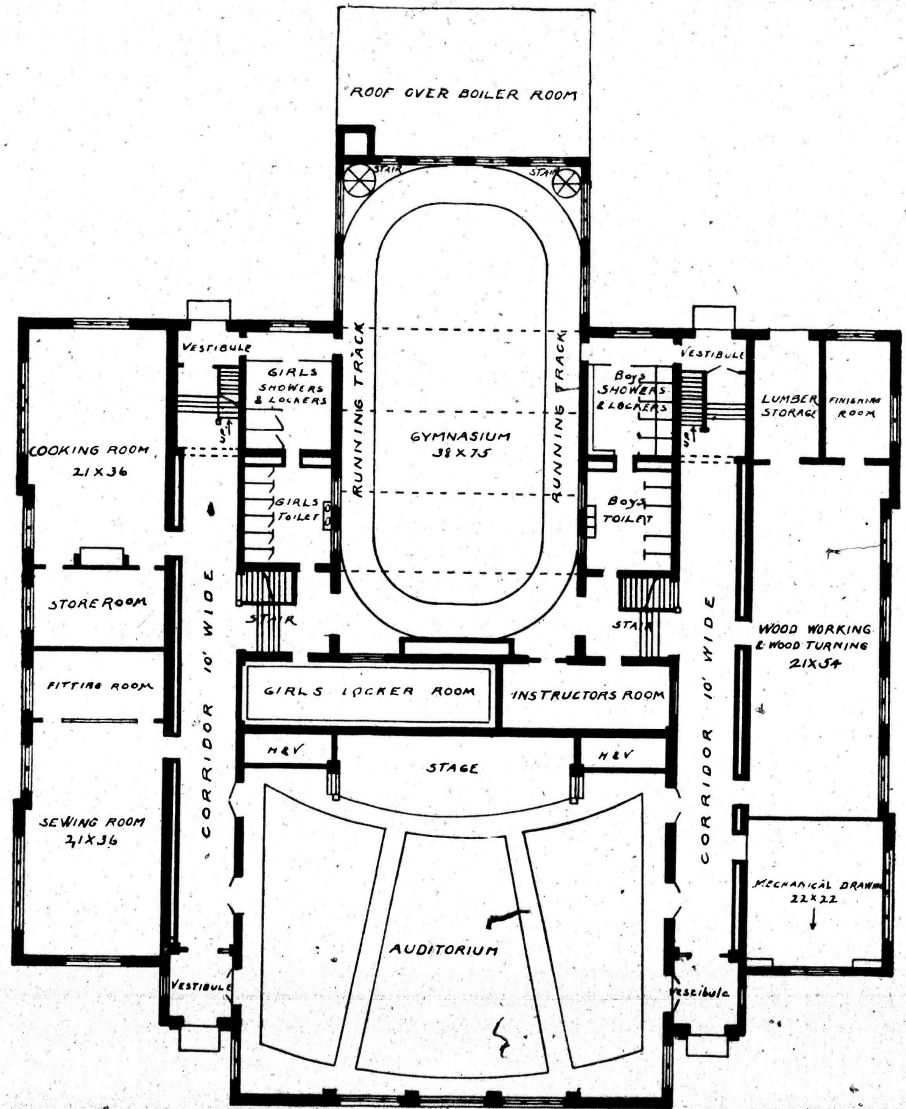 ROOF OVER BOILER ROOM
STAIR
STAIR
VESTIBULE
GIRLS
SHOWERS
& LOCKERS
RUNNING TRACK
GYMNASIUM
38 X 75
RUNNING TRACK
BOYS
SHOWERS
& LOCKERS
VESTIBULE
LUMBER
STORAGE
FINISHING
ROOM
UP
UP
COOKING ROOM
21 X 36
GIRLS
TOILET
BOYS
TOILET
STOREROOM
STAIR
STAIR
WOOD WORKING
& WOOD TURNING
21 X 54
FITTING ROOM
CORRIDOR 10' WIDE
GIRLS LOCKER ROOM
INSTRUCTORS ROOM
CORRIDOR 10' WIDE
H & V
STAGE
H & V
SEWING ROOM
21 X 36
MECHANICAL DRAWING
22 X 22
AUDITORIUM
VESTIBULE
VESTIBULE